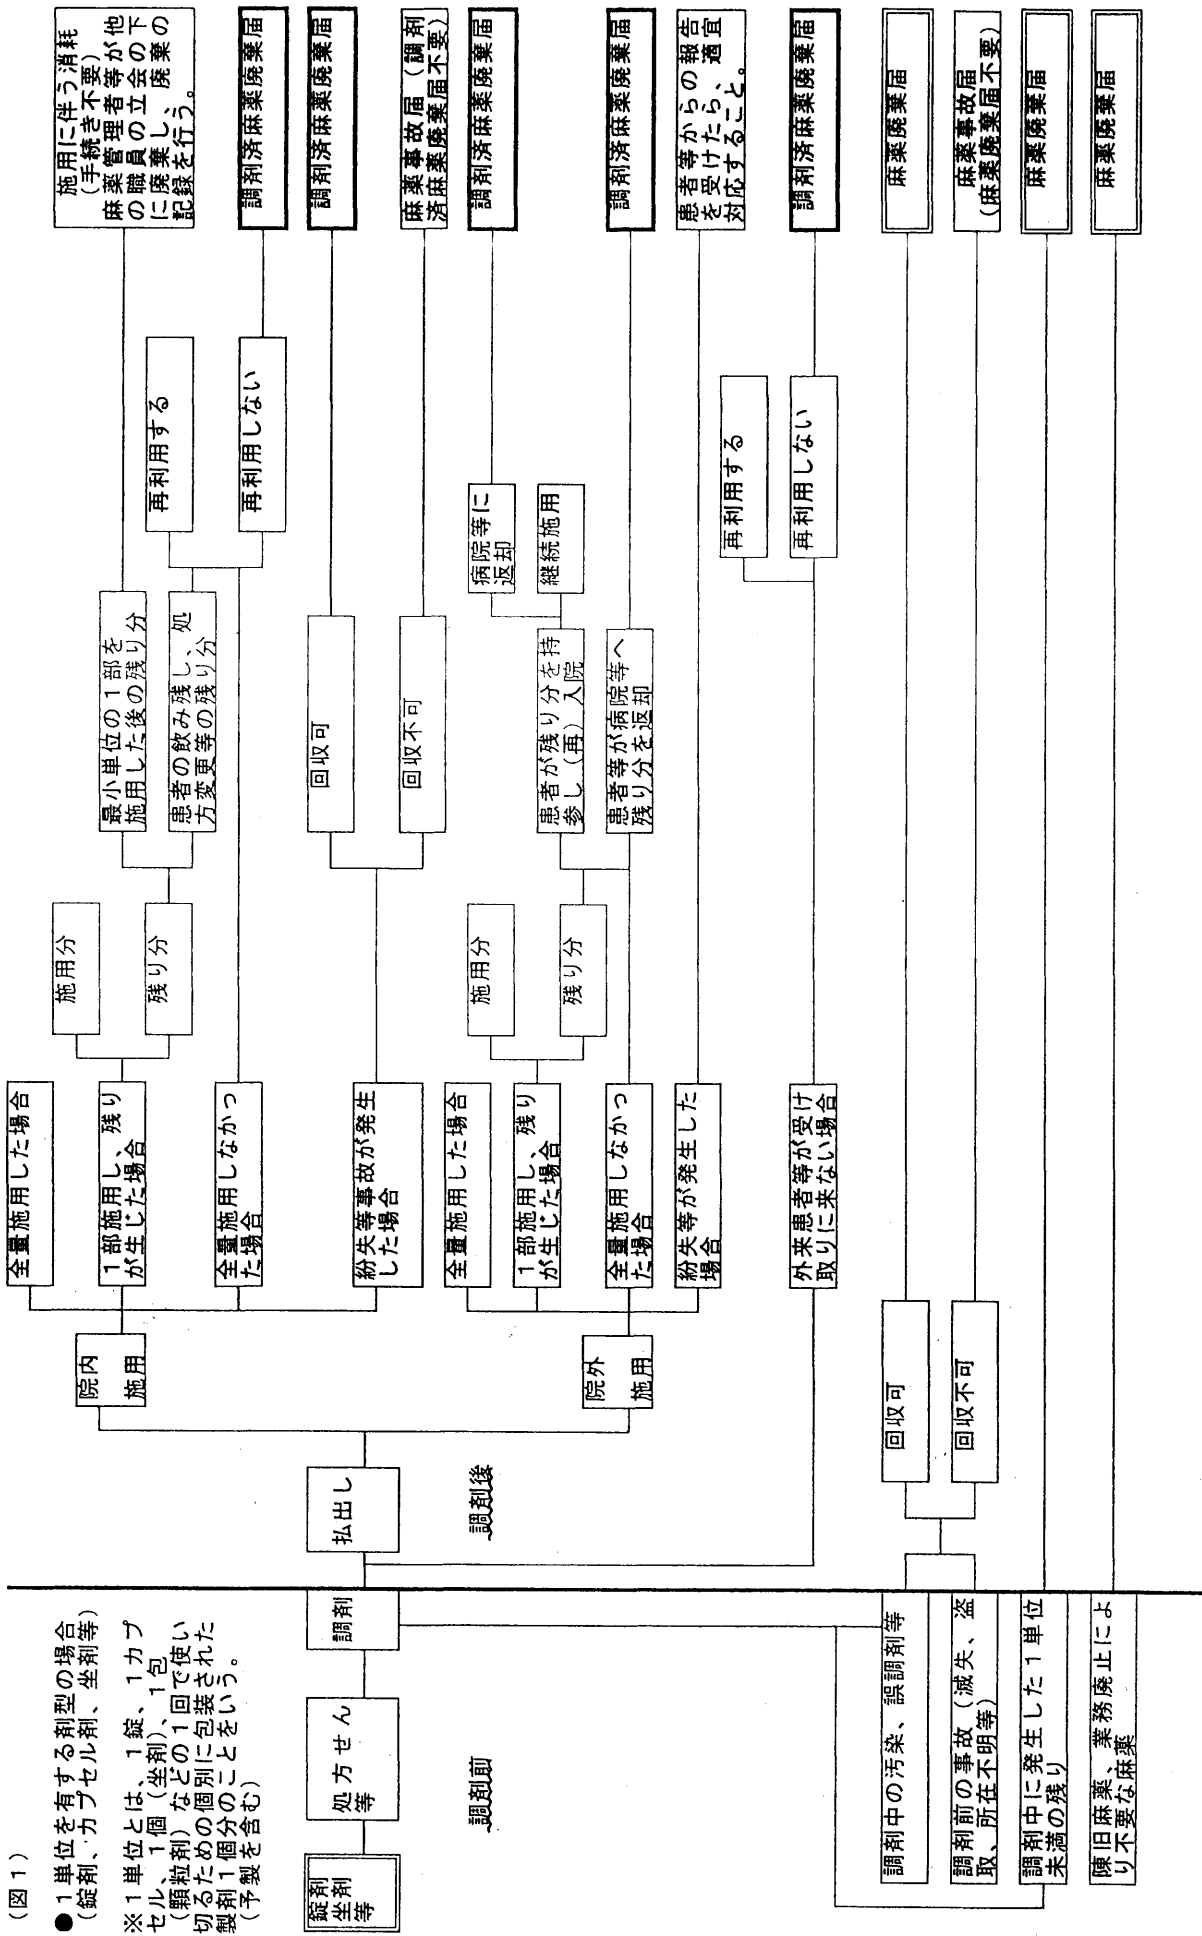 （図１）
●１単位を有する剤型の場合
（錠剤、カプセル剤、坐剤等）
※１単位とは、１錠、１カプ
セル、１個（坐剤）、１包
（顆粒剤）などの１回で使い
切るための個別に包装された
製剤１個分のことをいう。
（予製を含む）
錠剤
坐剤
等
処方せん
等
調剤
調剤前
調剤後
払出し
院内
施用
全量施用した場合
１部施用し、残り
が生じた場合
施用分
残り分
最小単位の１部を
施用した後の残り分
施用に伴う消耗
（手続き不要）
麻薬管理者等が他
の職員の立会の下
に廃棄し、廃棄の
記録を行う。
患者の飲み残し、処
方変更等の残り分
全量施用しなかっ
た場合
再利用する
再利用しない
調剤済麻薬廃棄届
紛失等事故が発生
した場合
回収可
調剤済麻薬廃棄届
回収不可
麻薬事故届（調剤
済麻薬廃棄届不要）
院外
施用
全量施用した場合
１部施用し、残り
が生じた場合
施用分
残り分
患者が残り分を持
参し（再）入院
病院等に
返却
調剤済麻薬廃棄届
継続施用
全量施用しなかっ
た場合
患者等が病院等へ
残り分を返却
調剤済麻薬廃棄届
紛失等が発生した
場合
患者等からの報告
を受けたら、適宜
対応すること。
外来患者等が受け
取りに来ない場合
再利用する
再利用しない
調剤済麻薬廃棄届
調剤中の汚染、誤調剤等
調剤前の事故（滅失、盗
取、所在不明等）
回収可
麻薬廃棄届
回収不可
麻薬事故届
（麻薬廃棄届不要）
調剤中に発生した１単位
未満の残り
麻薬廃棄届
陳旧麻薬、業務廃止によ
り不要な麻薬
麻薬廃棄届